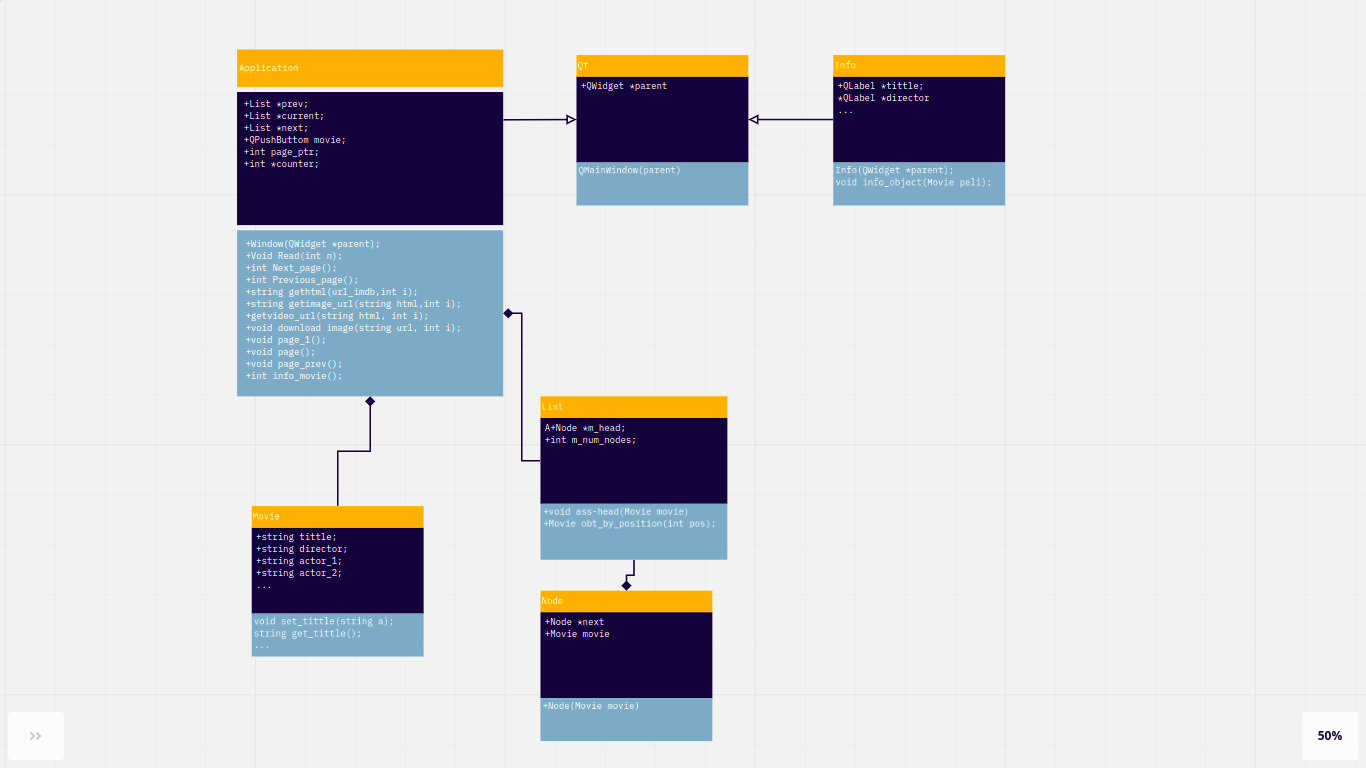 Application
+List *prev;
+List *current;
+List *next;
+QPushButtom movie;
+int page_ptr;
+int *counter;
+Window(QWidget *parent);
+Void Read(int n);
+int Next_page();
+int Previous_page();
+string gethtml(url_imdb,int i);
+string getimage_url(string html,int i);
+getvideo_url(string html, int i);
+void download image(string url, int i);
+void page_1();
+void page();
+void page_prev();
+int info_movie();
QT
+QWidget *parent
QMainWindow(parent)
Info
+QLabel *tittle;
*QLabel *director
...
Info(QWidget *parent);
void info_object(Movie peli);
List
A+Node *m_head;
+int m_num_nodes;
+void ass-head(Movie movie)
+Movie obt_by_position(int pos);
Movie
+string tittle;
+string director;
+string actor_1;
+string actor_2;
...
void set_tittle(string a);
string get_tittle();
...
Node
+Node *next
+Movie movie
+Node(Movie movie)
50%